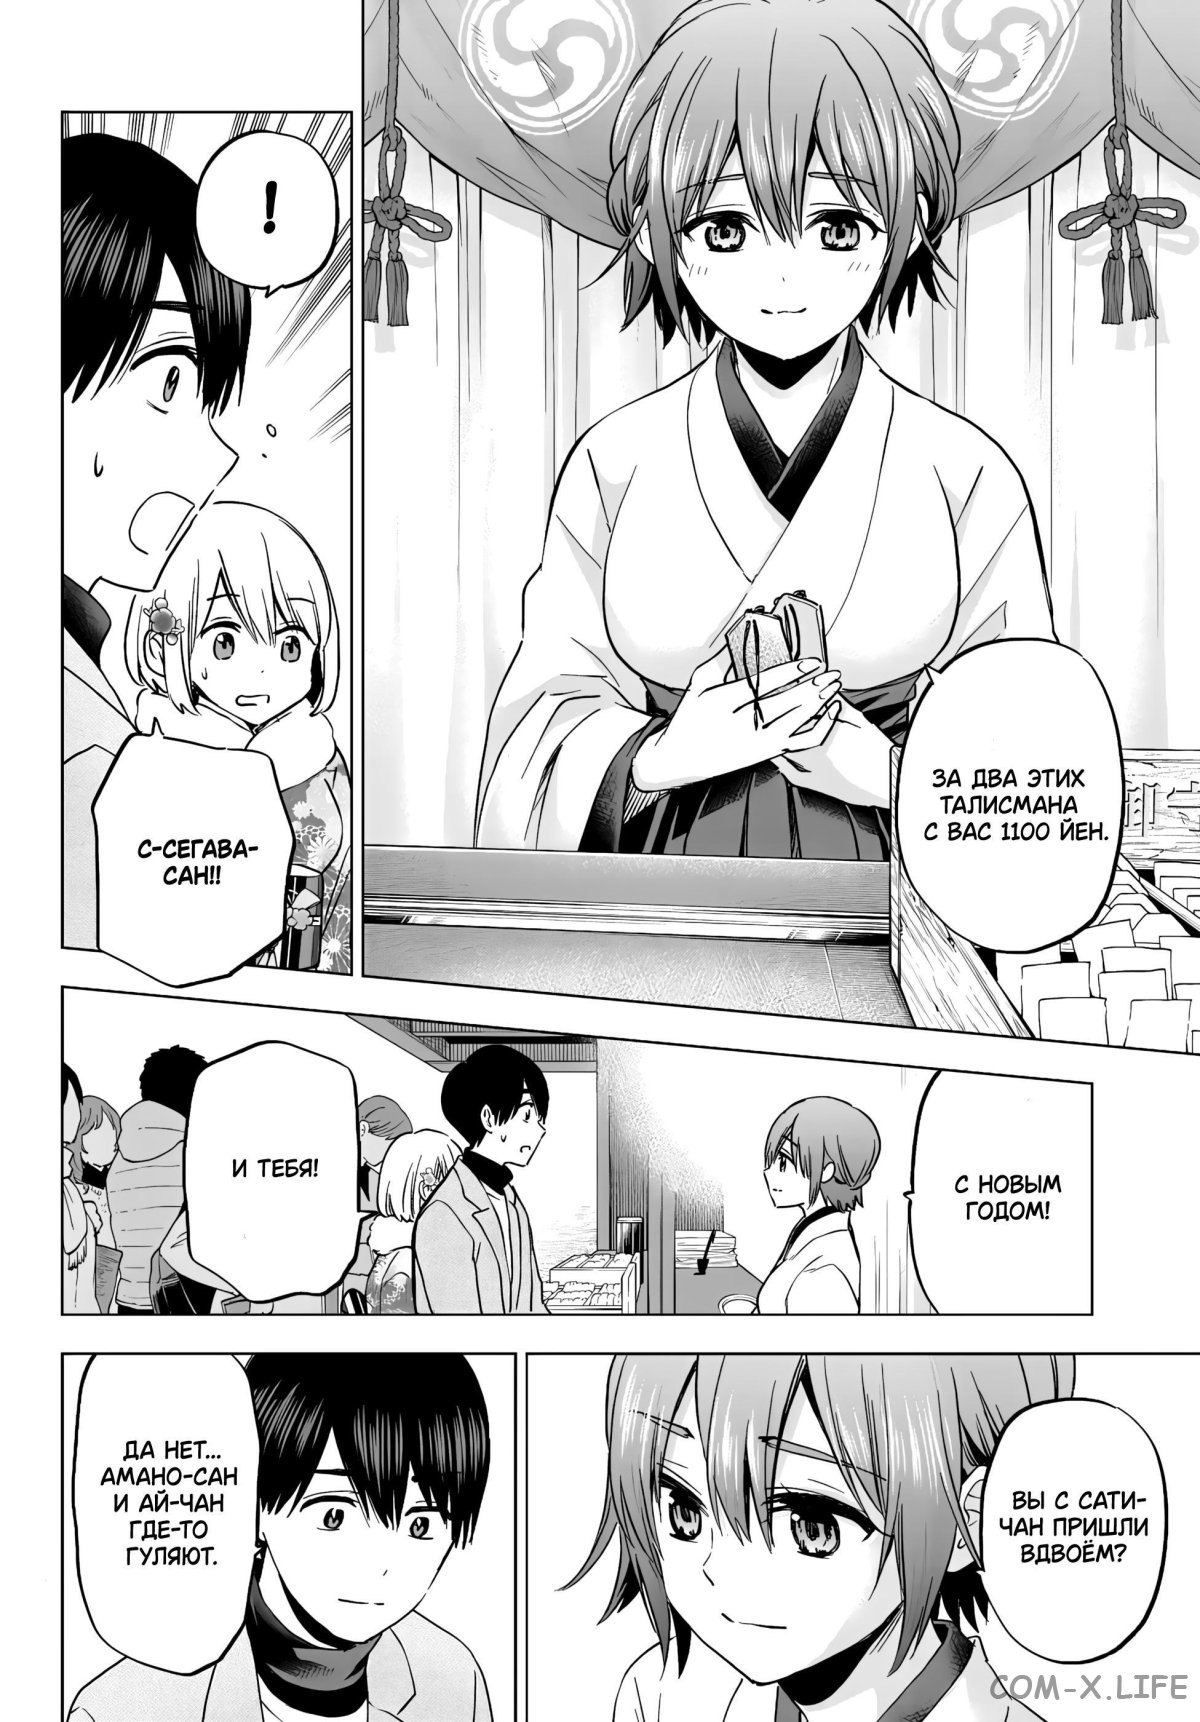 ЗА ДВА ЭТИХ
ТАЛИСМАНА
С ВАС 1100 ЙЕН.
!
С-СЕГАВА-
САН!!
С НОВЫМ
ГОДОМ!
И ТЕБЯ!
ВЫ С САТИ-
ЧАН ПРИШЛИ
ВДВОЁМ?
ДА НЕТ...
АМАНО-САН
И АЙ-ЧАН
ГДЕ-ТО
ГУЛЯЮТ.
COM-X.LIFE